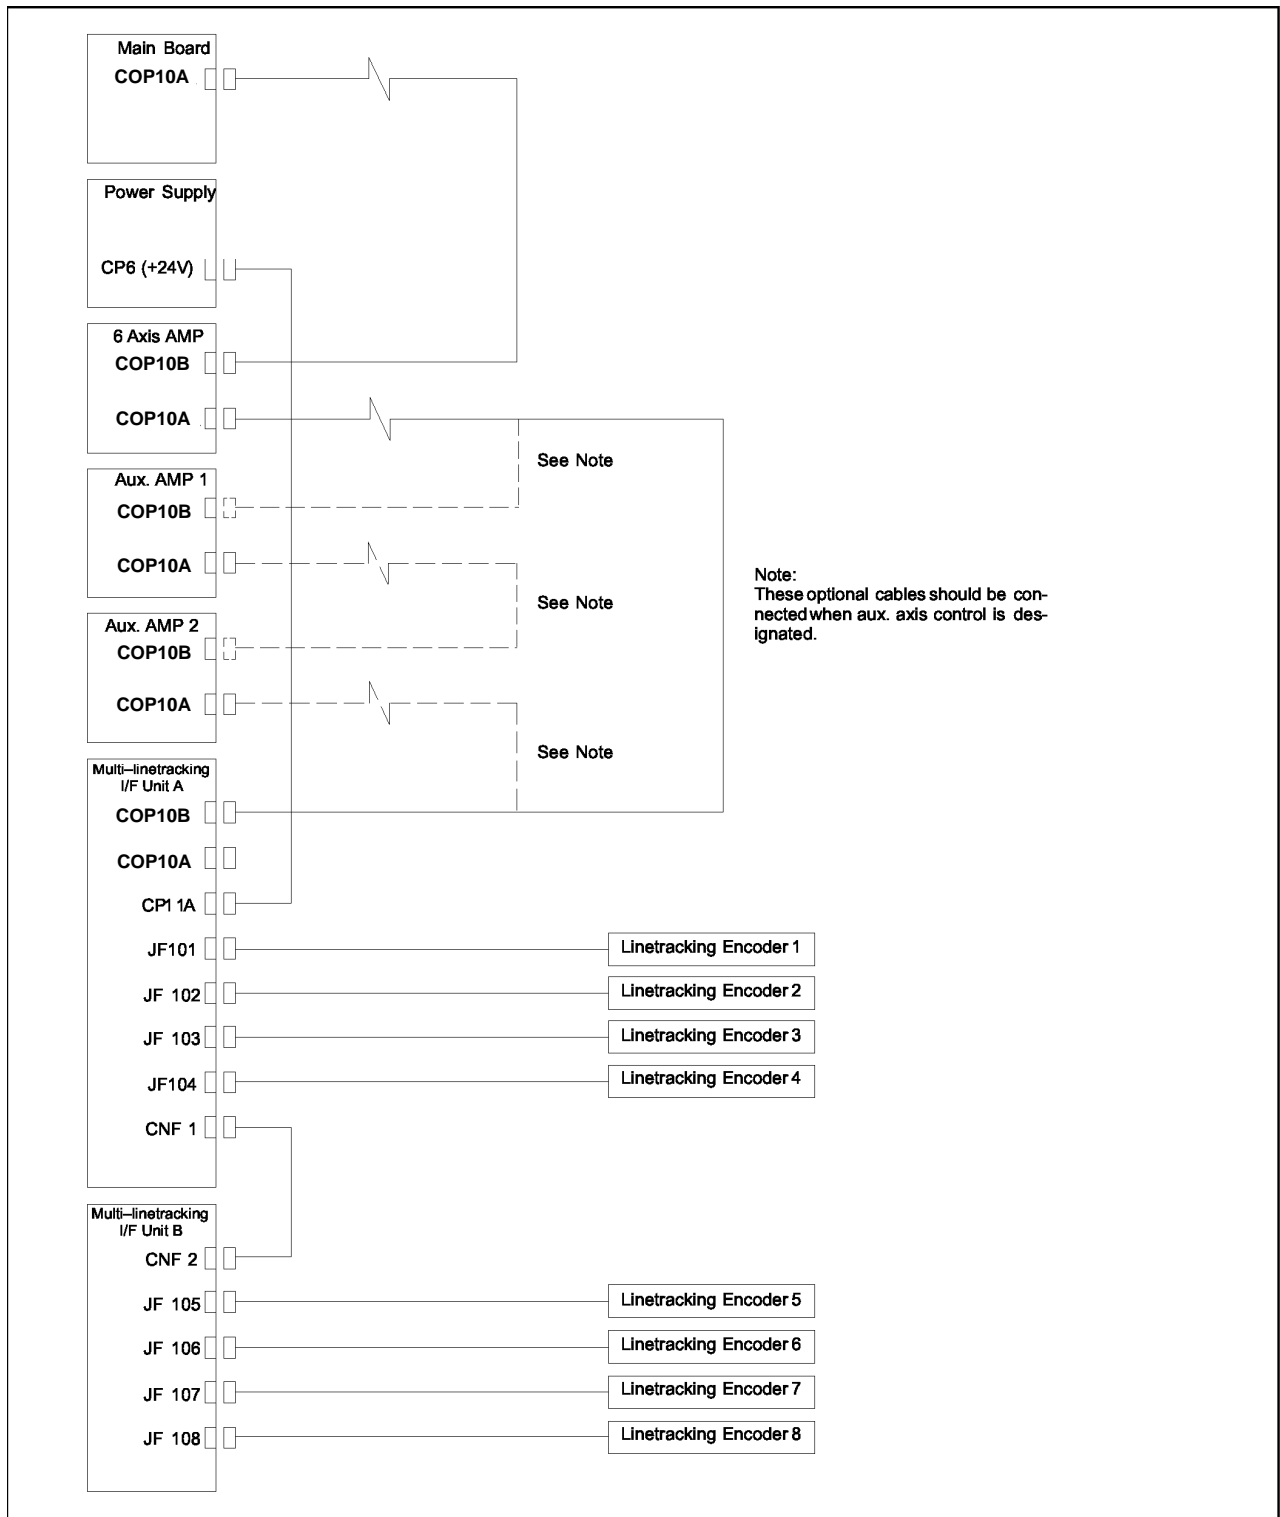 Main Board
COP10A
Power Supply
CP6 (+24V)
6 Axis AMP
COP10B
COP10A
See Note
Aux. AMP 1
COP10B
COP10A
See Note
Note:
These optional cables should be con-
nected when aux. axis control is des-
ignated.
Aux. AMP 2
COP10B
COP10A
See Note
Multi–linetracking
I/F Unit A
COP10B
COP10A
CP11A
JF101
Linetracking Encoder 1
JF 102
Linetracking Encoder 2
JF 103
Linetracking Encoder 3
JF104
Linetracking Encoder 4
CNF 1
Multi–linetracking
I/F Unit B
CNF 2
JF 105
Linetracking Encoder 5
JF 106
Linetracking Encoder 6
JF 107
Linetracking Encoder 7
JF 108
Linetracking Encoder 8